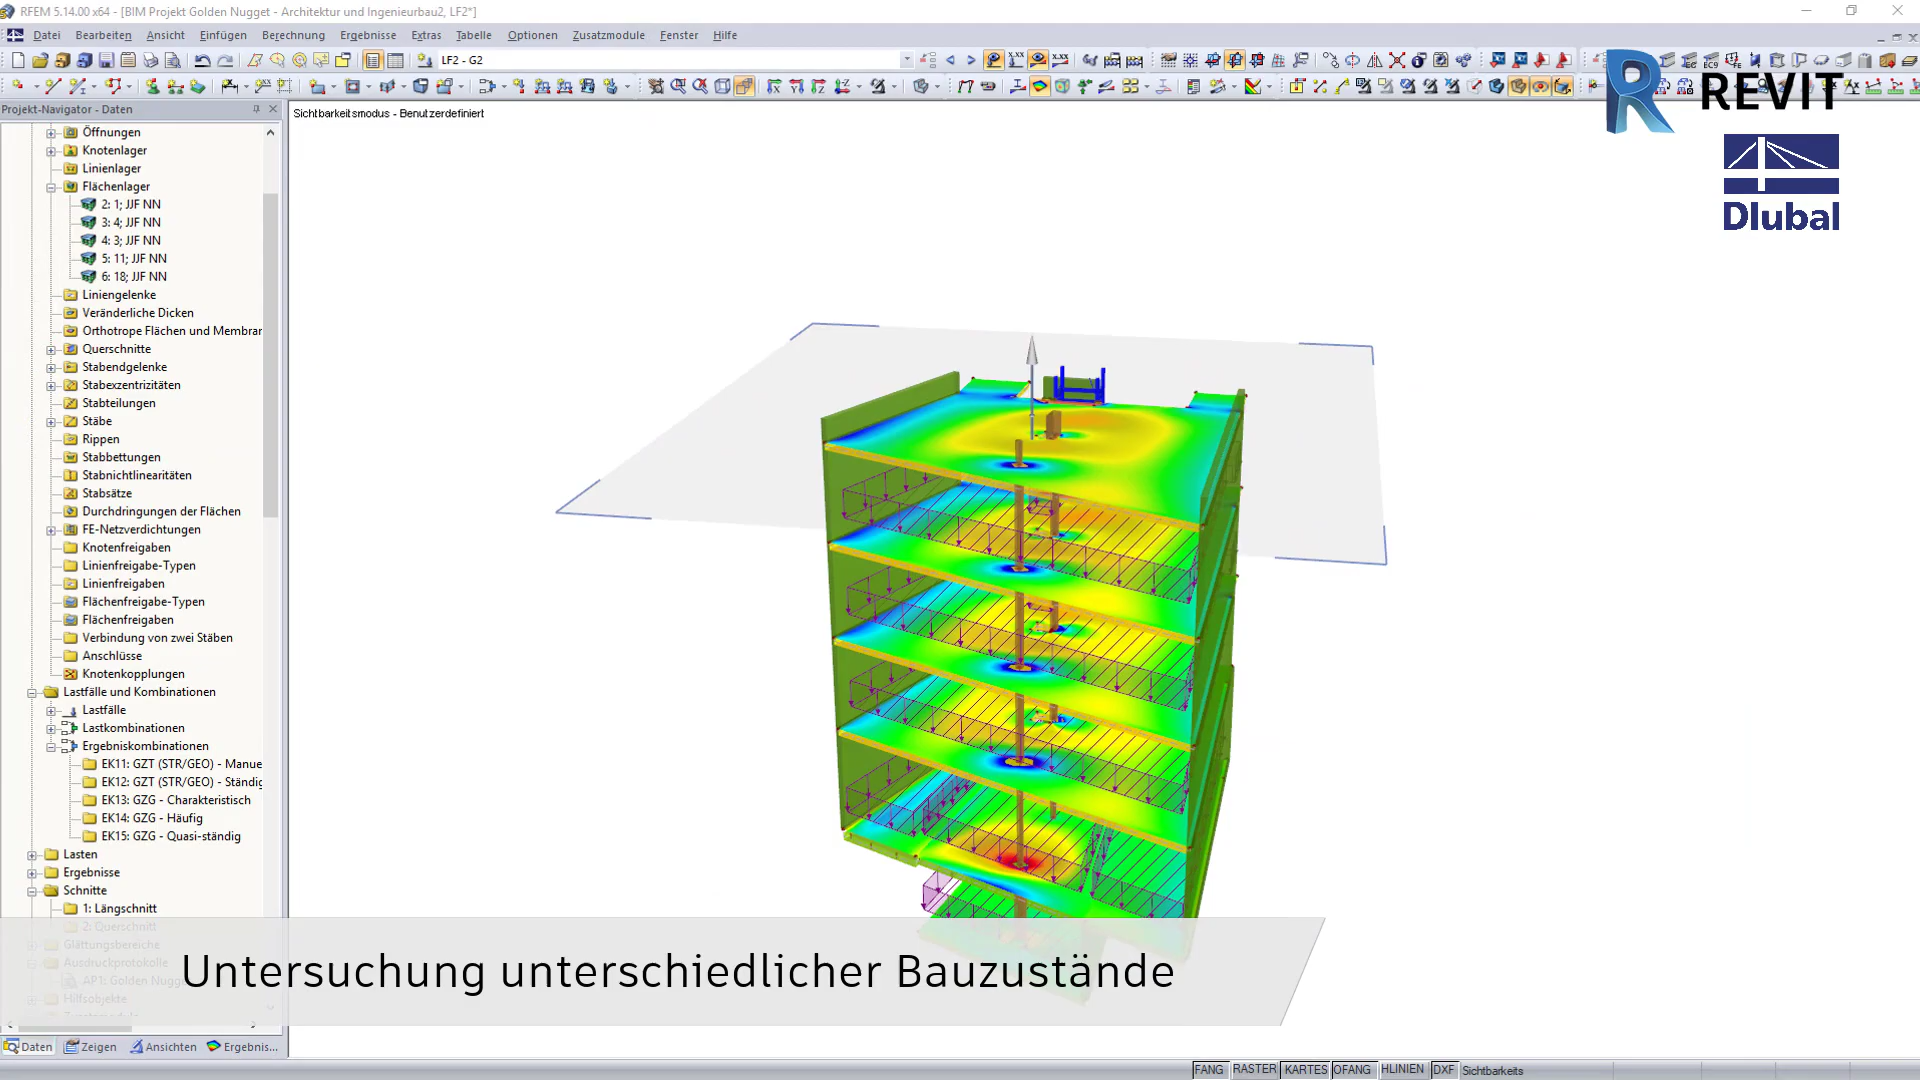 RFEM 5.14.00 x64 - [BIM Projekt Golden Nugget - Architektur und Ingenieurbau2, LF2*]
Datei Bearbeiten Ansicht Einfügen Berechnung Ergebnisse Extras Tabelle Optionen Zusatzmodule Fenster Hilfe
LF2 - G2
REVIT
Dlubal
Projekt-Navigator - Daten
Sichtbarkeitsmodus - Benutzerdefiniert
Öffnungen
Knotenlager
Linienlager
Flächenlager
2: 1; JJF NN
3: 4; JJF NN
4: 3; JJF NN
5: 11; JJF NN
6: 18; JJF NN
Liniengelenke
Veränderliche Dicken
Orthotrope Flächen und Membrar
Querschnitte
Stabendgelenke
Stabexzentrizitäten
Stabteilungen
Stäbe
Rippen
Stabbettungen
Stabnichtlinearitäten
Stabsätze
Durchdringungen der Flächen
FE-Netzverdichtungen
Knotenfreigaben
Linienfreigabe-Typen
Linienfreigaben
Flächenfreigabe-Typen
Flächenfreigaben
Verbindung von zwei Stäben
Anschlüsse
Knotenkopplungen
Lastfälle und Kombinationen
Lastfälle
Lastkombinationen
Ergebniskombinationen
EK11: GZT (STR/GEO) - Manue
EK12: GZT (STR/GEO) - Ständig
EK13: GZG - Charakteristisch
EK14: GZG - Häufig
EK15: GZG - Quasi-ständig
Lasten
Ergebnisse
Schnitte
1: Längschnitt
2: Querschnitt
Glättungsbereiche
Ausdruckprotokolle
AP1: Golden Nugg
Hilfsobjekte
Untersuchung unterschiedlicher Bauzustände
Daten Zeigen Ansichten Ergebnis...
FANG RASTER KARTES OFANG HLINIEN DXF Sichtbarkeits